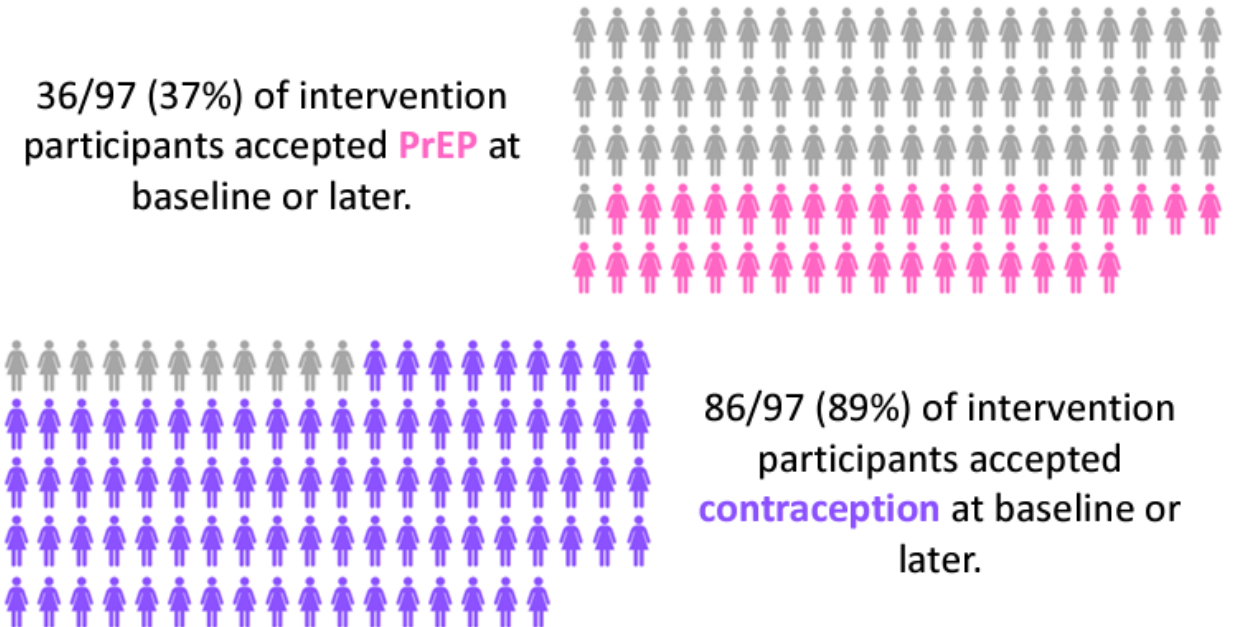 36/97 (37%) of intervention
participants accepted PrEP at
baseline or later.
86/97 (89%) of intervention
participants accepted
contraception at baseline or
later.